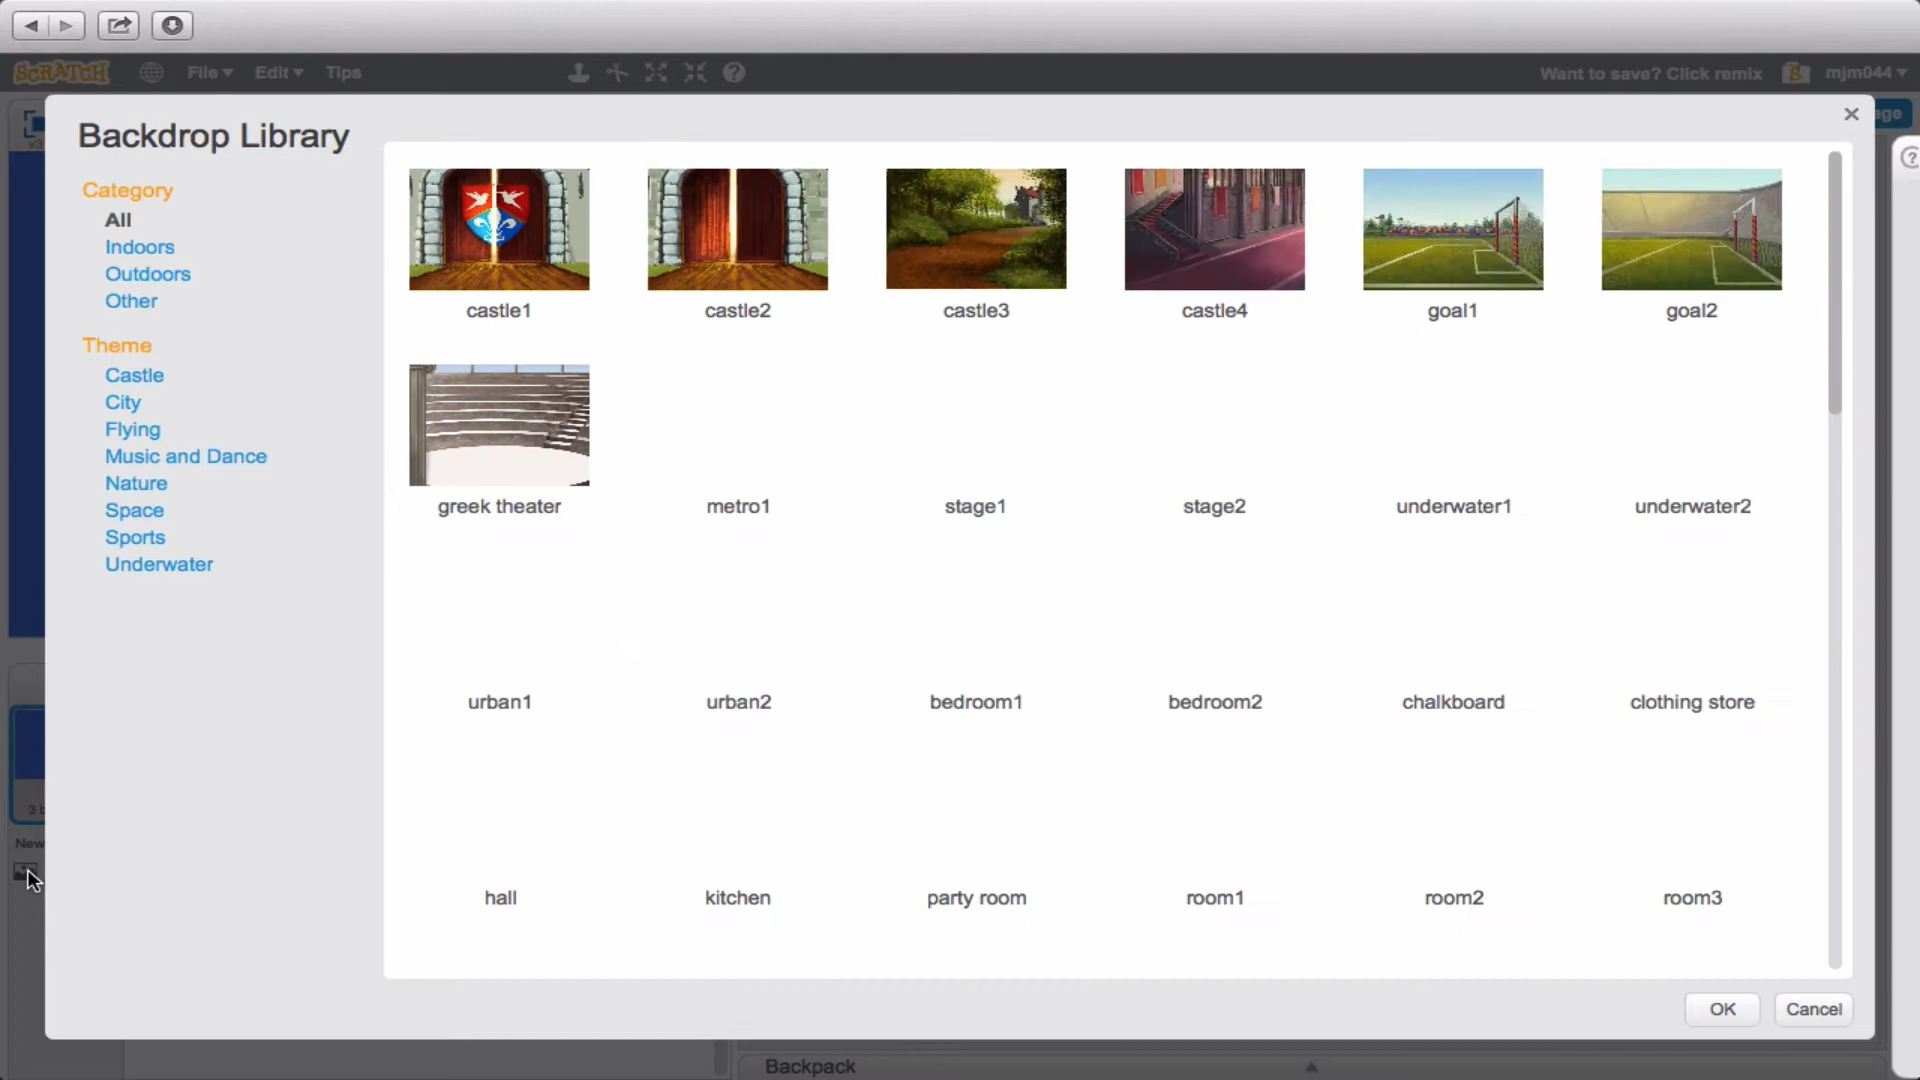 SCRATCH File Edit Tips Want to save? Click remix mjm044
Backdrop Library
Category
All
Indoors
Outdoors
Other
Theme
Castle
City
Flying
Music and Dance
Nature
Space
Sports
Underwater
castle1 castle2 castle3 castle4 goal1 goal2
greek theater metro1 stage1 stage2 underwater1 underwater2
urban1 urban2 bedroom1 bedroom2 chalkboard clothing store
hall kitchen party room room1 room2 room3
New
OK Cancel
Backpack